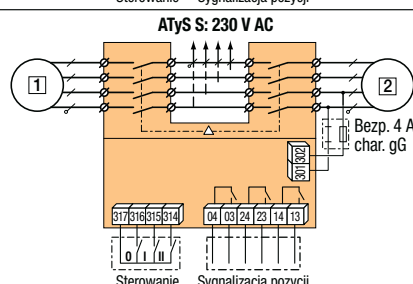 Sterowanie Sygnalizacja pozycji
ATyS S: 230 V AC
1
2
Bezp. 4 A
char. gG
301 302
317 316 315 314
04 03 24 23 14 13
0 I II
Sterowanie Sygnalizacja pozycji